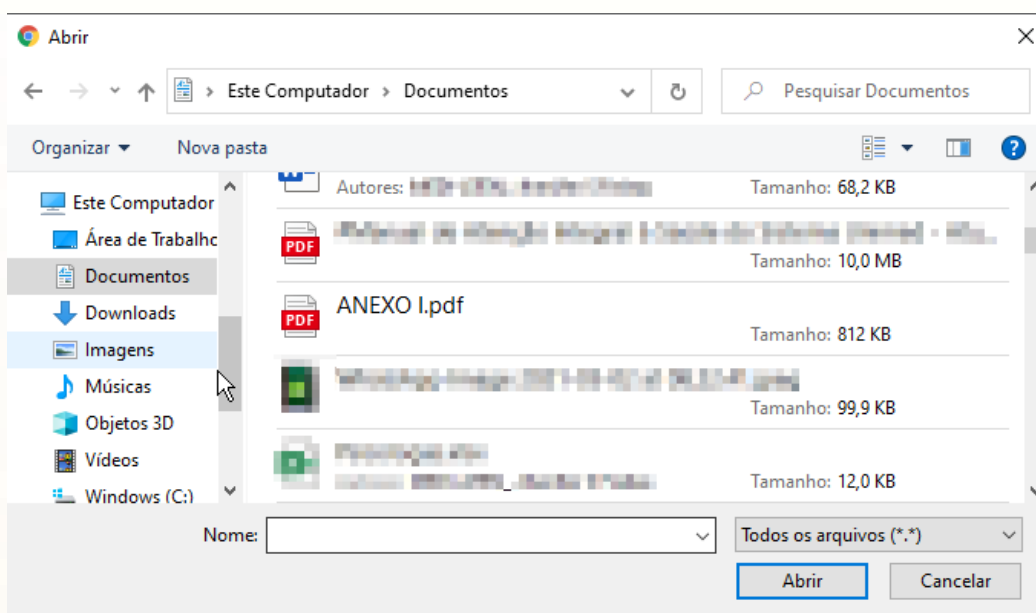 Abrir
Este Computador > Documentos
Pesquisar Documentos
Organizar
Nova pasta
?
Este Computador
Área de Trabalhc
Documentos
Downloads
Imagens
Músicas
Objetos 3D
Vídeos
Windows (C:)
Autores:
Tamanho: 68,2 KB
PDF
Tamanho: 10,0 MB
PDF
ANEXO I.pdf
Tamanho: 812 KB
Tamanho: 99,9 KB
Tamanho: 12,0 KB
Nome:
Todos os arquivos (*.*)
Abrir
Cancelar